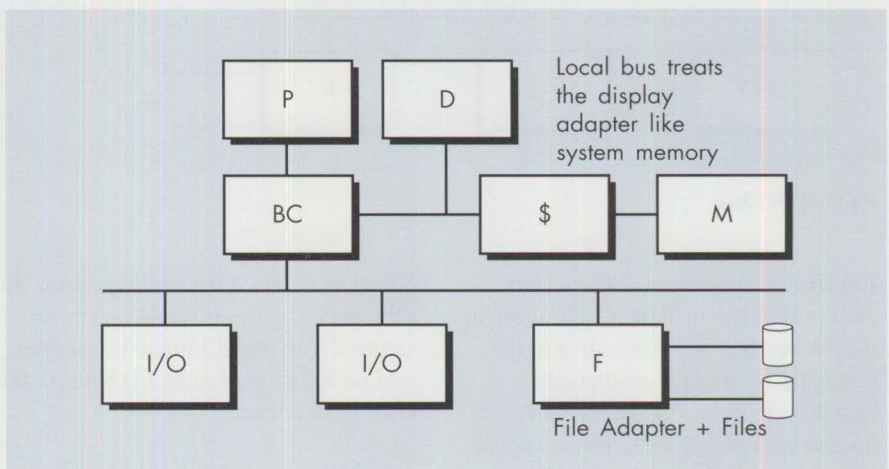 P
D
Local bus treats
the display
adapter like
system memory
BC
$
M
I/O
I/O
F
File Adapter + Files